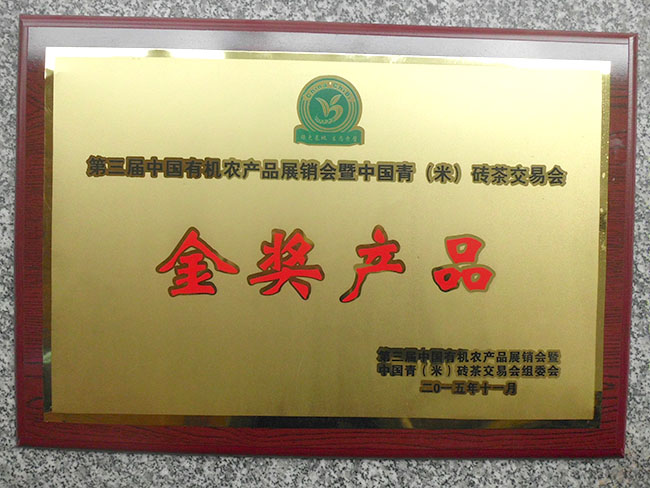 第三届中国有机农产品展销会暨中国青（米）砖茶交易会
金奖产品
第三届中国有机农产品展销会暨
中国青（米）砖茶交易会组委会
二0一五年十一月